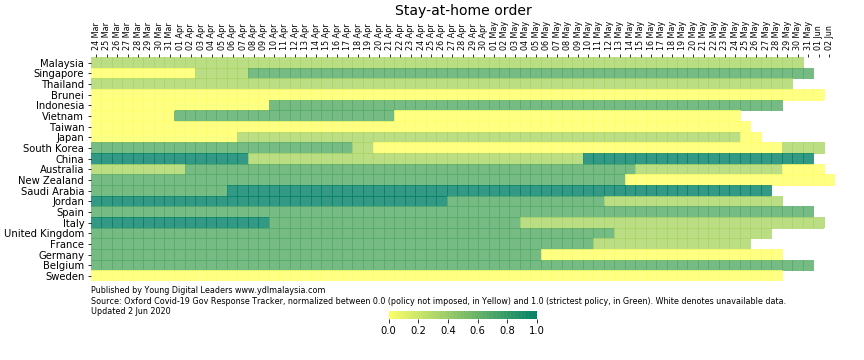 Stay-at-home order
24 Mar
25 Mar
26 Mar
27 Mar
28 Mar
29 Mar
30 Mar
31 Mar
01 Apr
02 Apr
03 Apr
04 Apr
05 Apr
06 Apr
07 Apr
08 Apr
09 Apr
10 Apr
11 Apr
12 Apr
13 Apr
14 Apr
15 Apr
16 Apr
17 Apr
18 Apr
19 Apr
20 Apr
21 Apr
22 Apr
23 Apr
24 Apr
25 Apr
26 Apr
27 Apr
28 Apr
29 Apr
30 Apr
01 May
02 May
03 May
04 May
05 May
06 May
07 May
08 May
09 May
10 May
11 May
12 May
13 May
14 May
15 May
16 May
17 May
18 May
19 May
20 May
21 May
22 May
23 May
24 May
25 May
26 May
27 May
28 May
29 May
30 May
31 May
01 Jun
02 Jun
Malaysia
Singapore
Thailand
Brunei
Indonesia
Vietnam
Taiwan
Japan
South Korea
China
Australia
New Zealand
Saudi Arabia
Jordan
Spain
Italy
United Kingdom
France
Germany
Belgium
Sweden
Published by Young Digital Leaders www.ydlmalaysia.com
Source: Oxford Covid-19 Gov Response Tracker, normalized between 0.0 (policy not imposed, in Yellow) and 1.0 (strictest policy, in Green). White denotes unavailable data.
Updated 2 Jun 2020
0.0 0.2 0.4 0.6 0.8 1.0